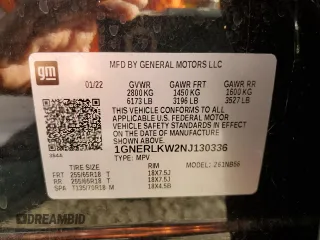 gm
MFD BY GENERAL MOTORS LLC
01/22 GVWR GAWR FRT GAWR RR
2800 KG 1450 KG 1600 KG
6173 LB 3196 LB 3527 LB
THIS VEHICLE CONFORMS TO ALL
APPLICABLE U.S. FEDERAL MOTOR
VEHICLE SAFETY STANDARDS IN EFFECT
ON THE DATE OF MANUFACTURE
SHOWN ABOVE.
1GNERLKW2NJ130336
TYPE: MPV MODEL:
TIRE SIZE RIM
FRT 255/65R18 T 18X7.5J
RR 255/65R18 T 18X7.5J
SPA T135/70R18 M 18X4.5B
DREAMBID